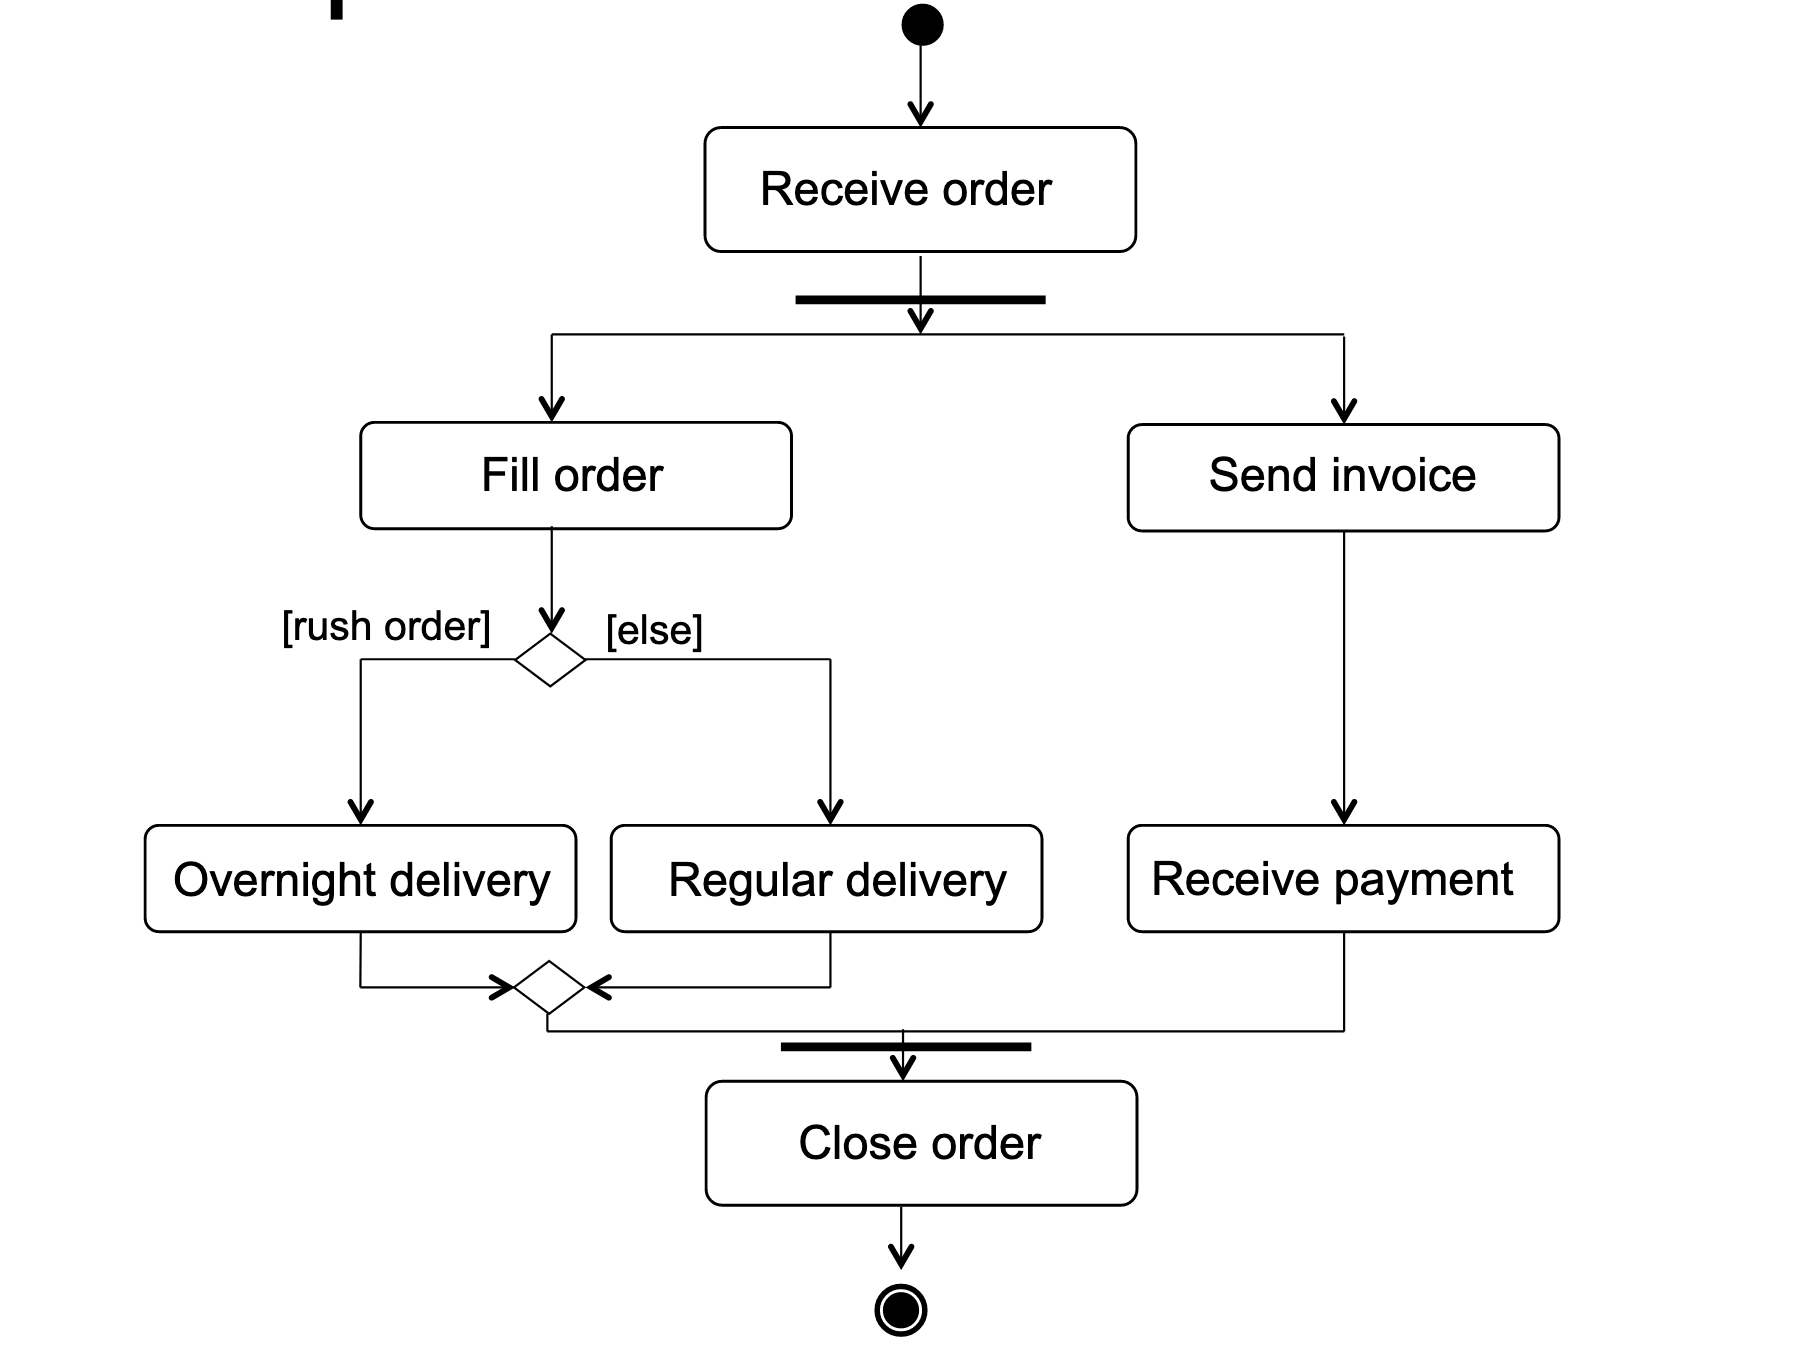 Receive order
Fill order
Send invoice
[rush order]
[else]
Overnight delivery
Regular delivery
Receive payment
Close order